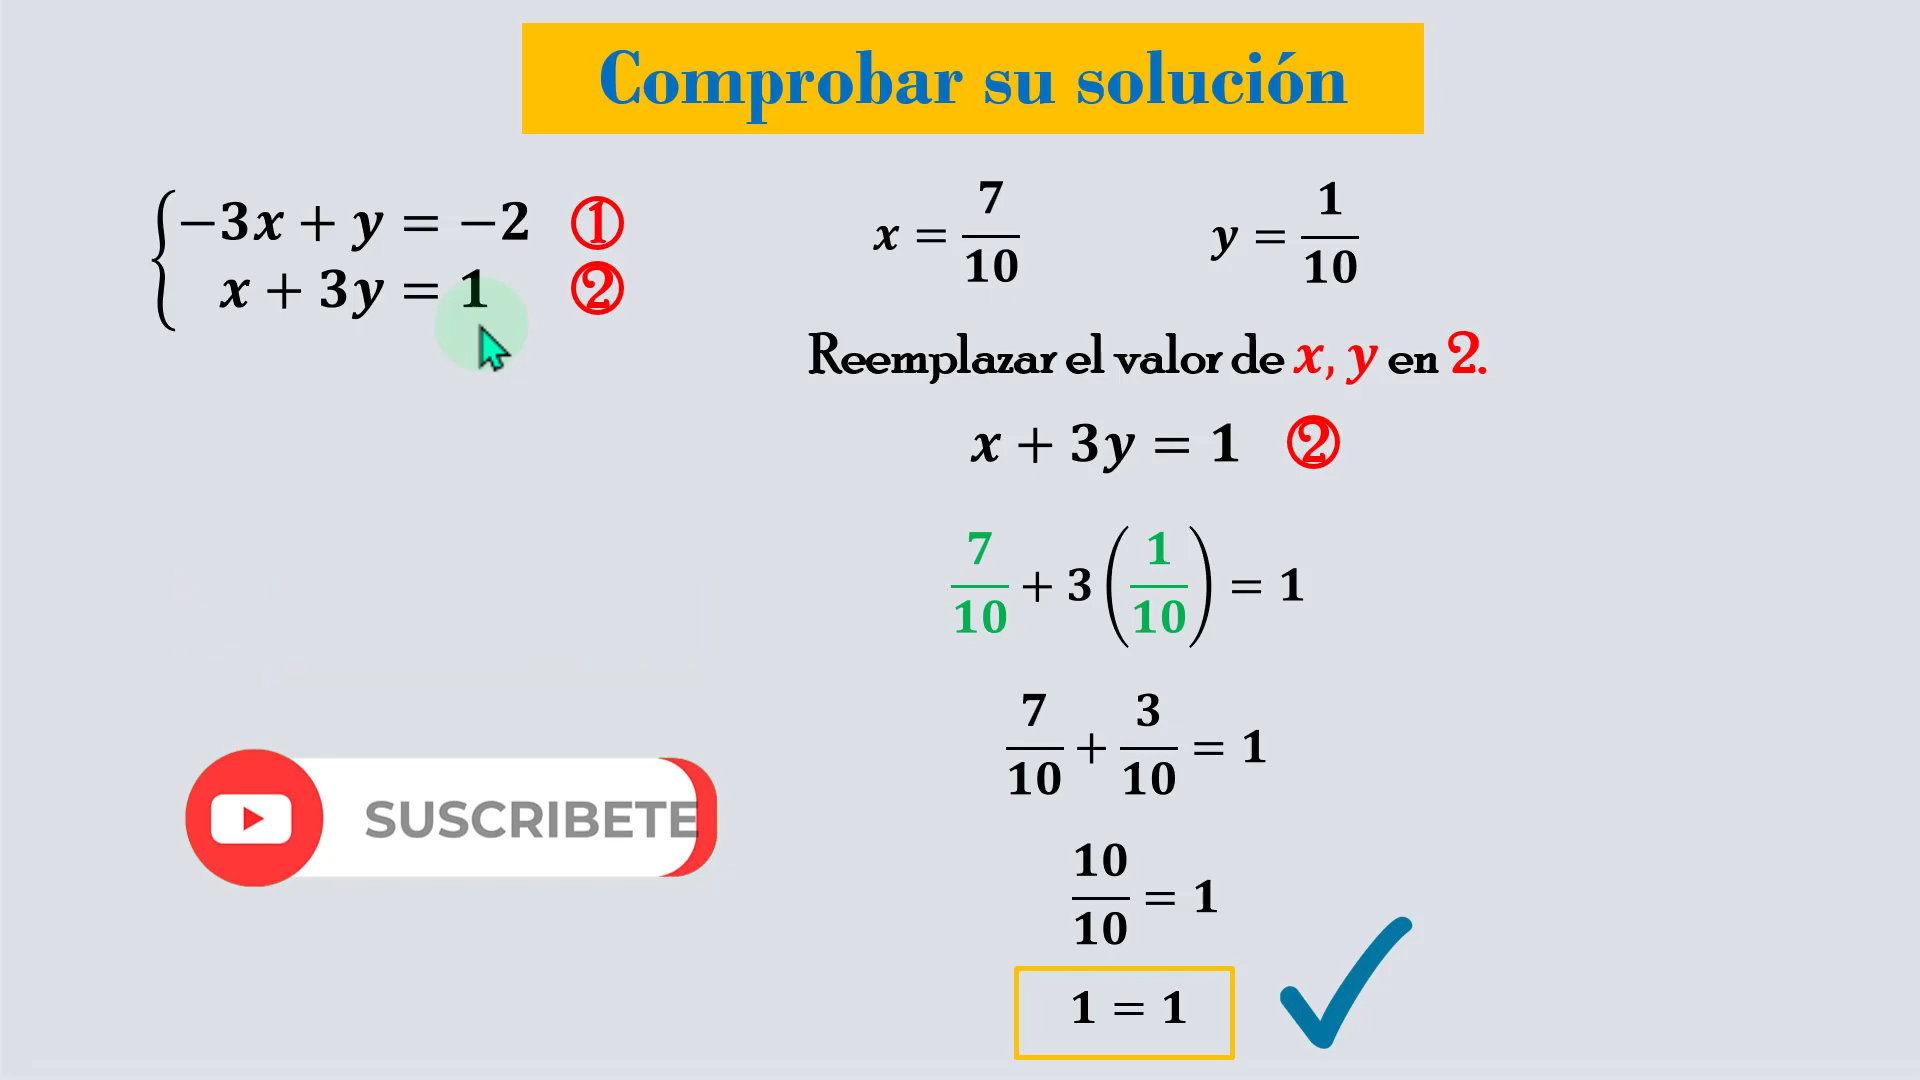 Comprobar su solución
−3x + y = −2 ①
x + 3y = 1 ②
x = 7/10 y = 1/10
Reemplazar el valor de x, y en 2.
x + 3y = 1 ②
7/10 + 3(1/10) = 1
7/10 + 3/10 = 1
10/10 = 1
1 = 1
SUSCRIBETE